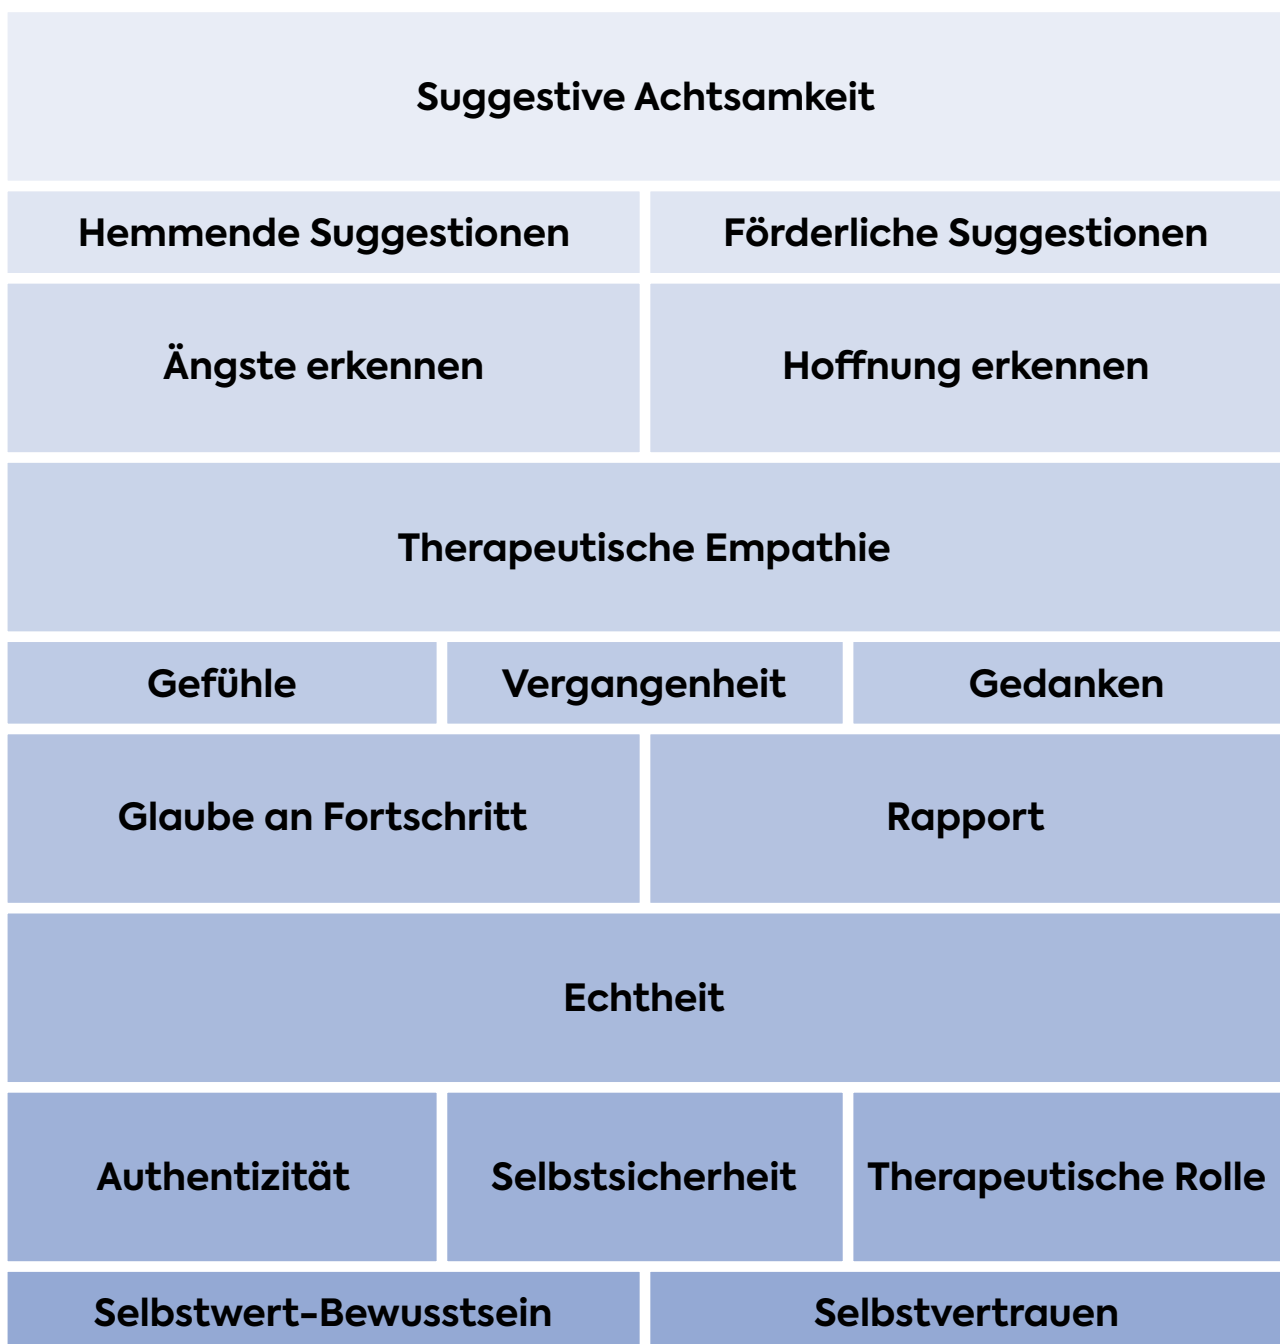 Suggestive Achtsamkeit
Hemmende Suggestionen
Förderliche Suggestionen
Ängste erkennen
Hoffnung erkennen
Therapeutische Empathie
Gefühle
Vergangenheit
Gedanken
Glaube an Fortschritt
Rapport
Echtheit
Authentizität
Selbstsicherheit
Therapeutische Rolle
Selbstwert-Bewusstsein
Selbstvertrauen